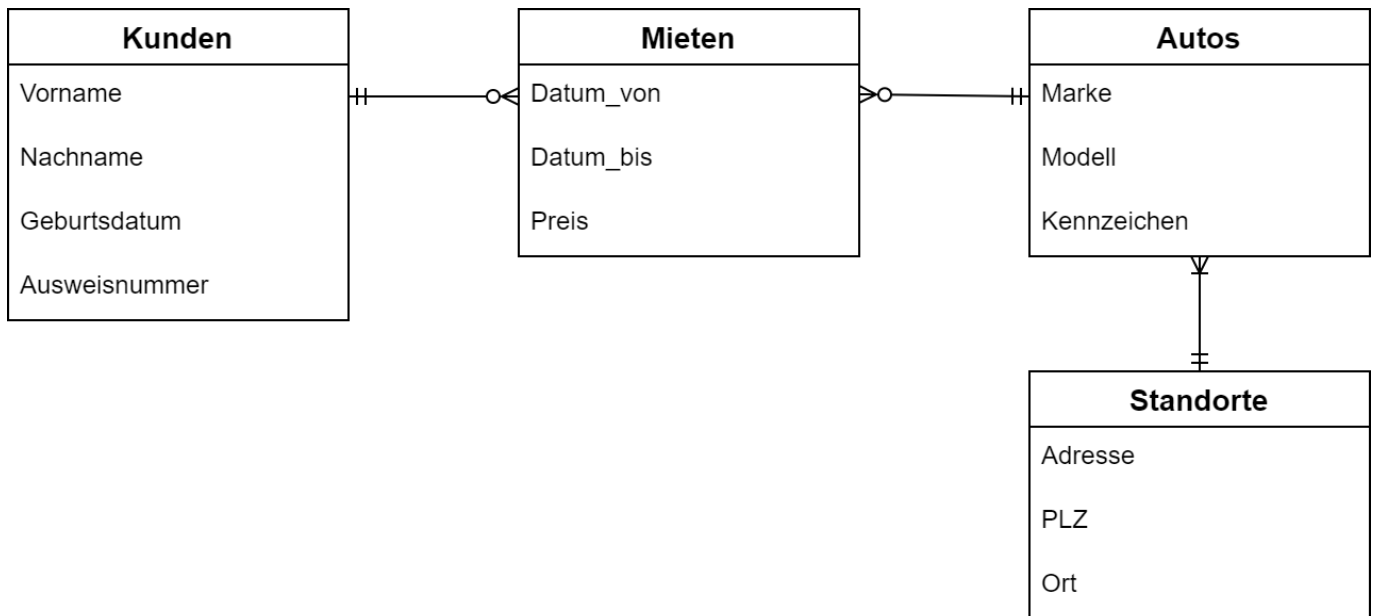 Kunden
Vorname
Nachname
Geburtsdatum
Ausweisnummer
Mieten
Datum_von
Datum_bis
Preis
Autos
Marke
Modell
Kennzeichen
Standorte
Adresse
PLZ
Ort